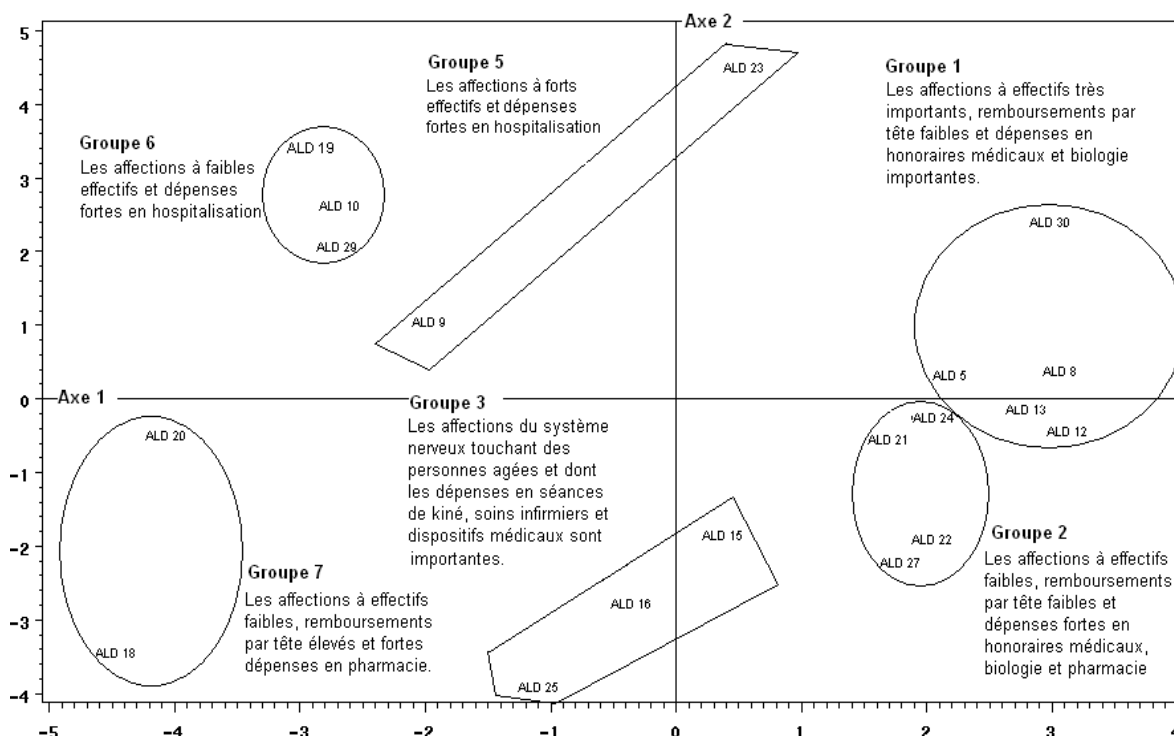 Axe 2
Groupe 5
Les affections à forts
effectifs et dépenses
fortes en hospitalisation
ALD 23
Groupe 1
Les affections à effectifs très
importants, remboursements par
tête faibles et dépenses en
honoraires médicaux et biologie
importantes.
Groupe 6
Les affections à faibles
effectifs et dépenses
fortes en hospitalisation
ALD 19
ALD 10
ALD 29
ALD 30
ALD 9
ALD 5
ALD 8
ALD 13
ALD 12
Axe 1
ALD 20
ALD 18
Groupe 3
Les affections du système
nerveux touchant des
personnes agées et dont
les dépenses en séances
de kiné, soins infirmiers et
dispositifs médicaux sont
importantes.
ALD 24
ALD 21
ALD 22
ALD 27
Groupe 7
Les affections à effectifs
faibles, remboursements
par tête élevés et fortes
dépenses en pharmacie.
ALD 15
ALD 16
ALD 25
Groupe 2
Les affections à effectifs
faibles, remboursements
par tête faibles et
dépenses fortes en
honoraires médicaux,
biologie et pharmacie
5
4
3
2
1
0
-1
-2
-3
-4
-5 -4 -3 -2 -1 0 1 2 3 4